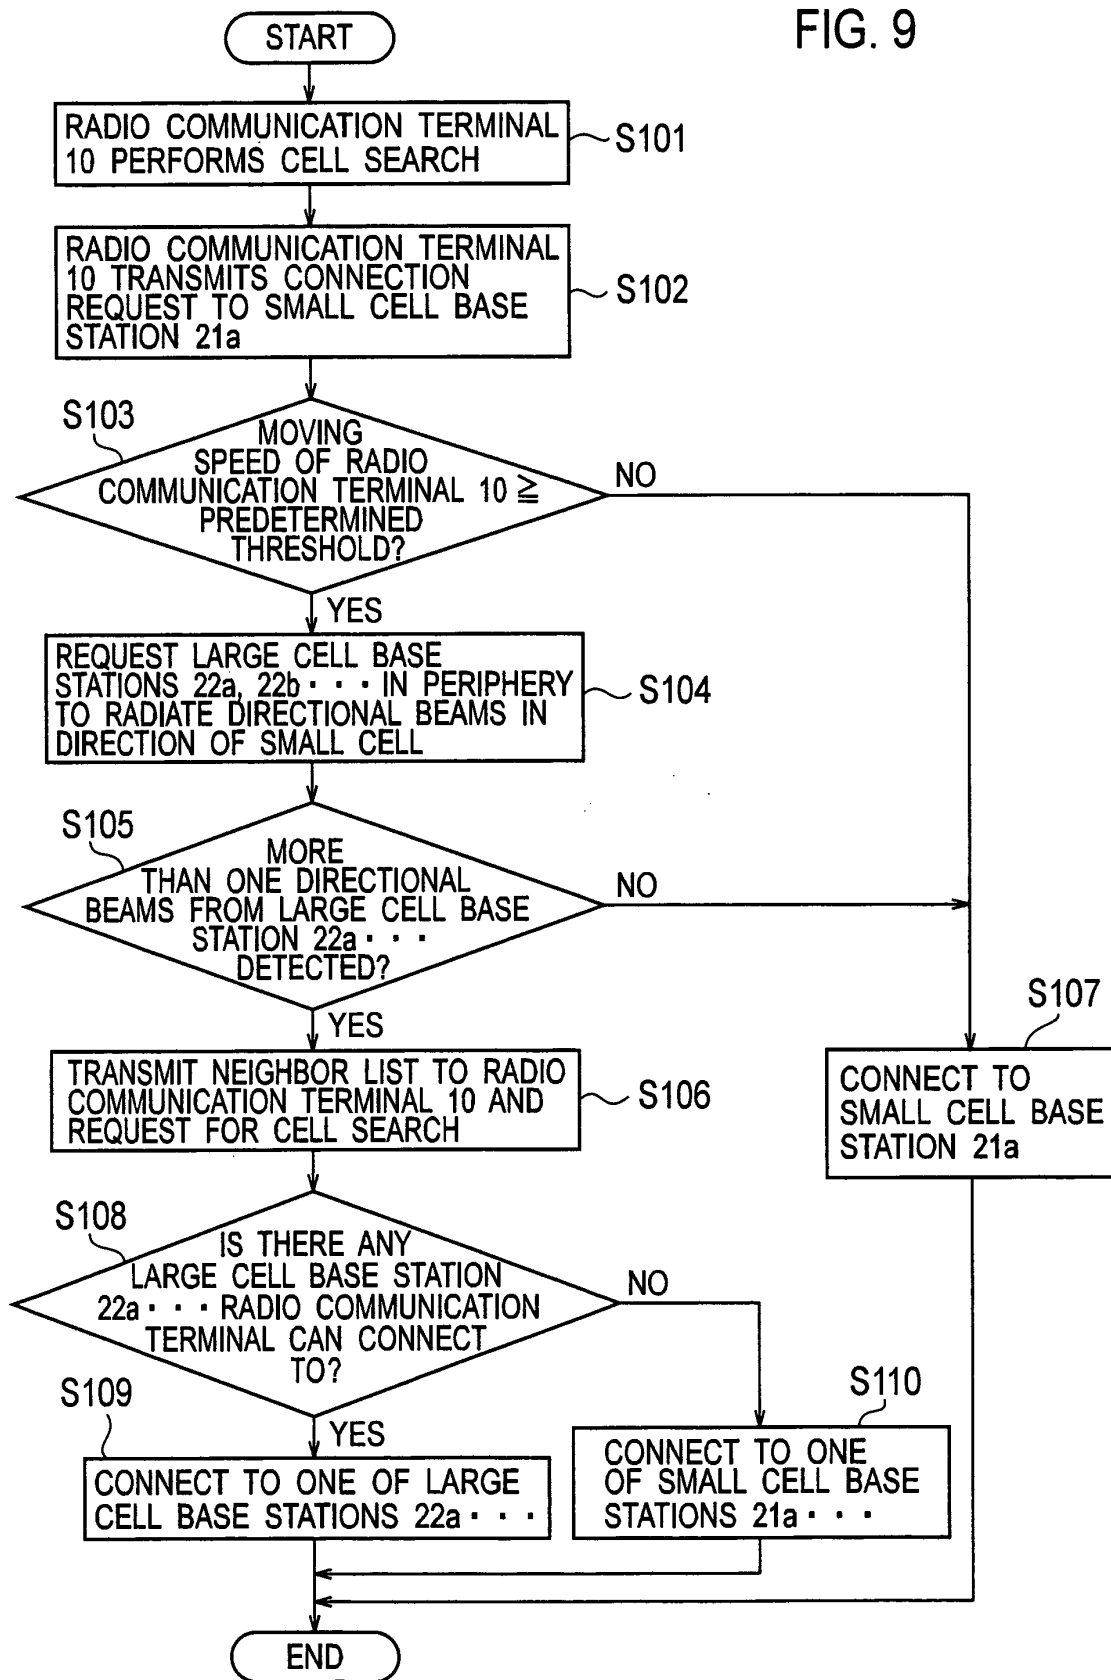 FIG. 9
START
RADIO COMMUNICATION TERMINAL
10 PERFORMS CELL SEARCH
S101
RADIO COMMUNICATION TERMINAL
10 TRANSMITS CONNECTION
REQUEST TO SMALL CELL BASE
STATION 21a
S102
S103
MOVING
SPEED OF RADIO
COMMUNICATION TERMINAL 10 ≧
PREDETERMINED
THRESHOLD?
NO
YES
REQUEST LARGE CELL BASE
STATIONS 22a, 22b · · · IN PERIPHERY
TO RADIATE DIRECTIONAL BEAMS IN
DIRECTION OF SMALL CELL
S104
S105
MORE
THAN ONE DIRECTIONAL
BEAMS FROM LARGE CELL BASE
STATION 22a · · ·
DETECTED?
NO
YES
TRANSMIT NEIGHBOR LIST TO RADIO
COMMUNICATION TERMINAL 10 AND
REQUEST FOR CELL SEARCH
S106
S107
CONNECT TO
SMALL CELL BASE
STATION 21a
S108
IS THERE ANY
LARGE CELL BASE STATION
22a · · · RADIO COMMUNICATION
TERMINAL CAN CONNECT
TO?
NO
YES
S109
CONNECT TO ONE OF LARGE
CELL BASE STATIONS 22a · · ·
S110
CONNECT TO ONE
OF SMALL CELL BASE
STATIONS 21a · · ·
END